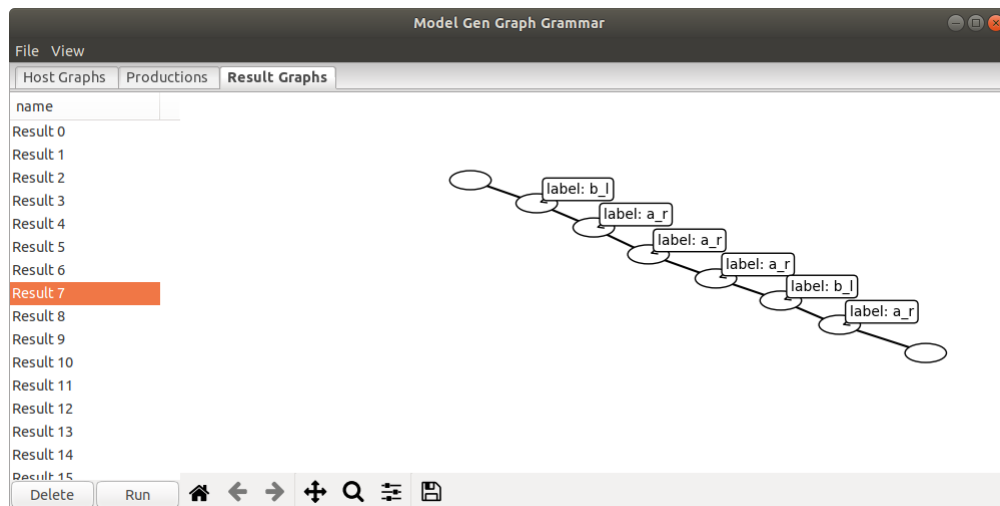 Model Gen Graph Grammar
File View
Host Graphs Productions Result Graphs
name
Result 0
Result 1
Result 2
Result 3
Result 4
Result 5
Result 6
Result 7
Result 8
Result 9
Result 10
Result 11
Result 12
Result 13
Result 14
Result 15
Delete Run
label: b_l
label: a_r
label: a_r
label: a_r
label: b_l
label: a_r